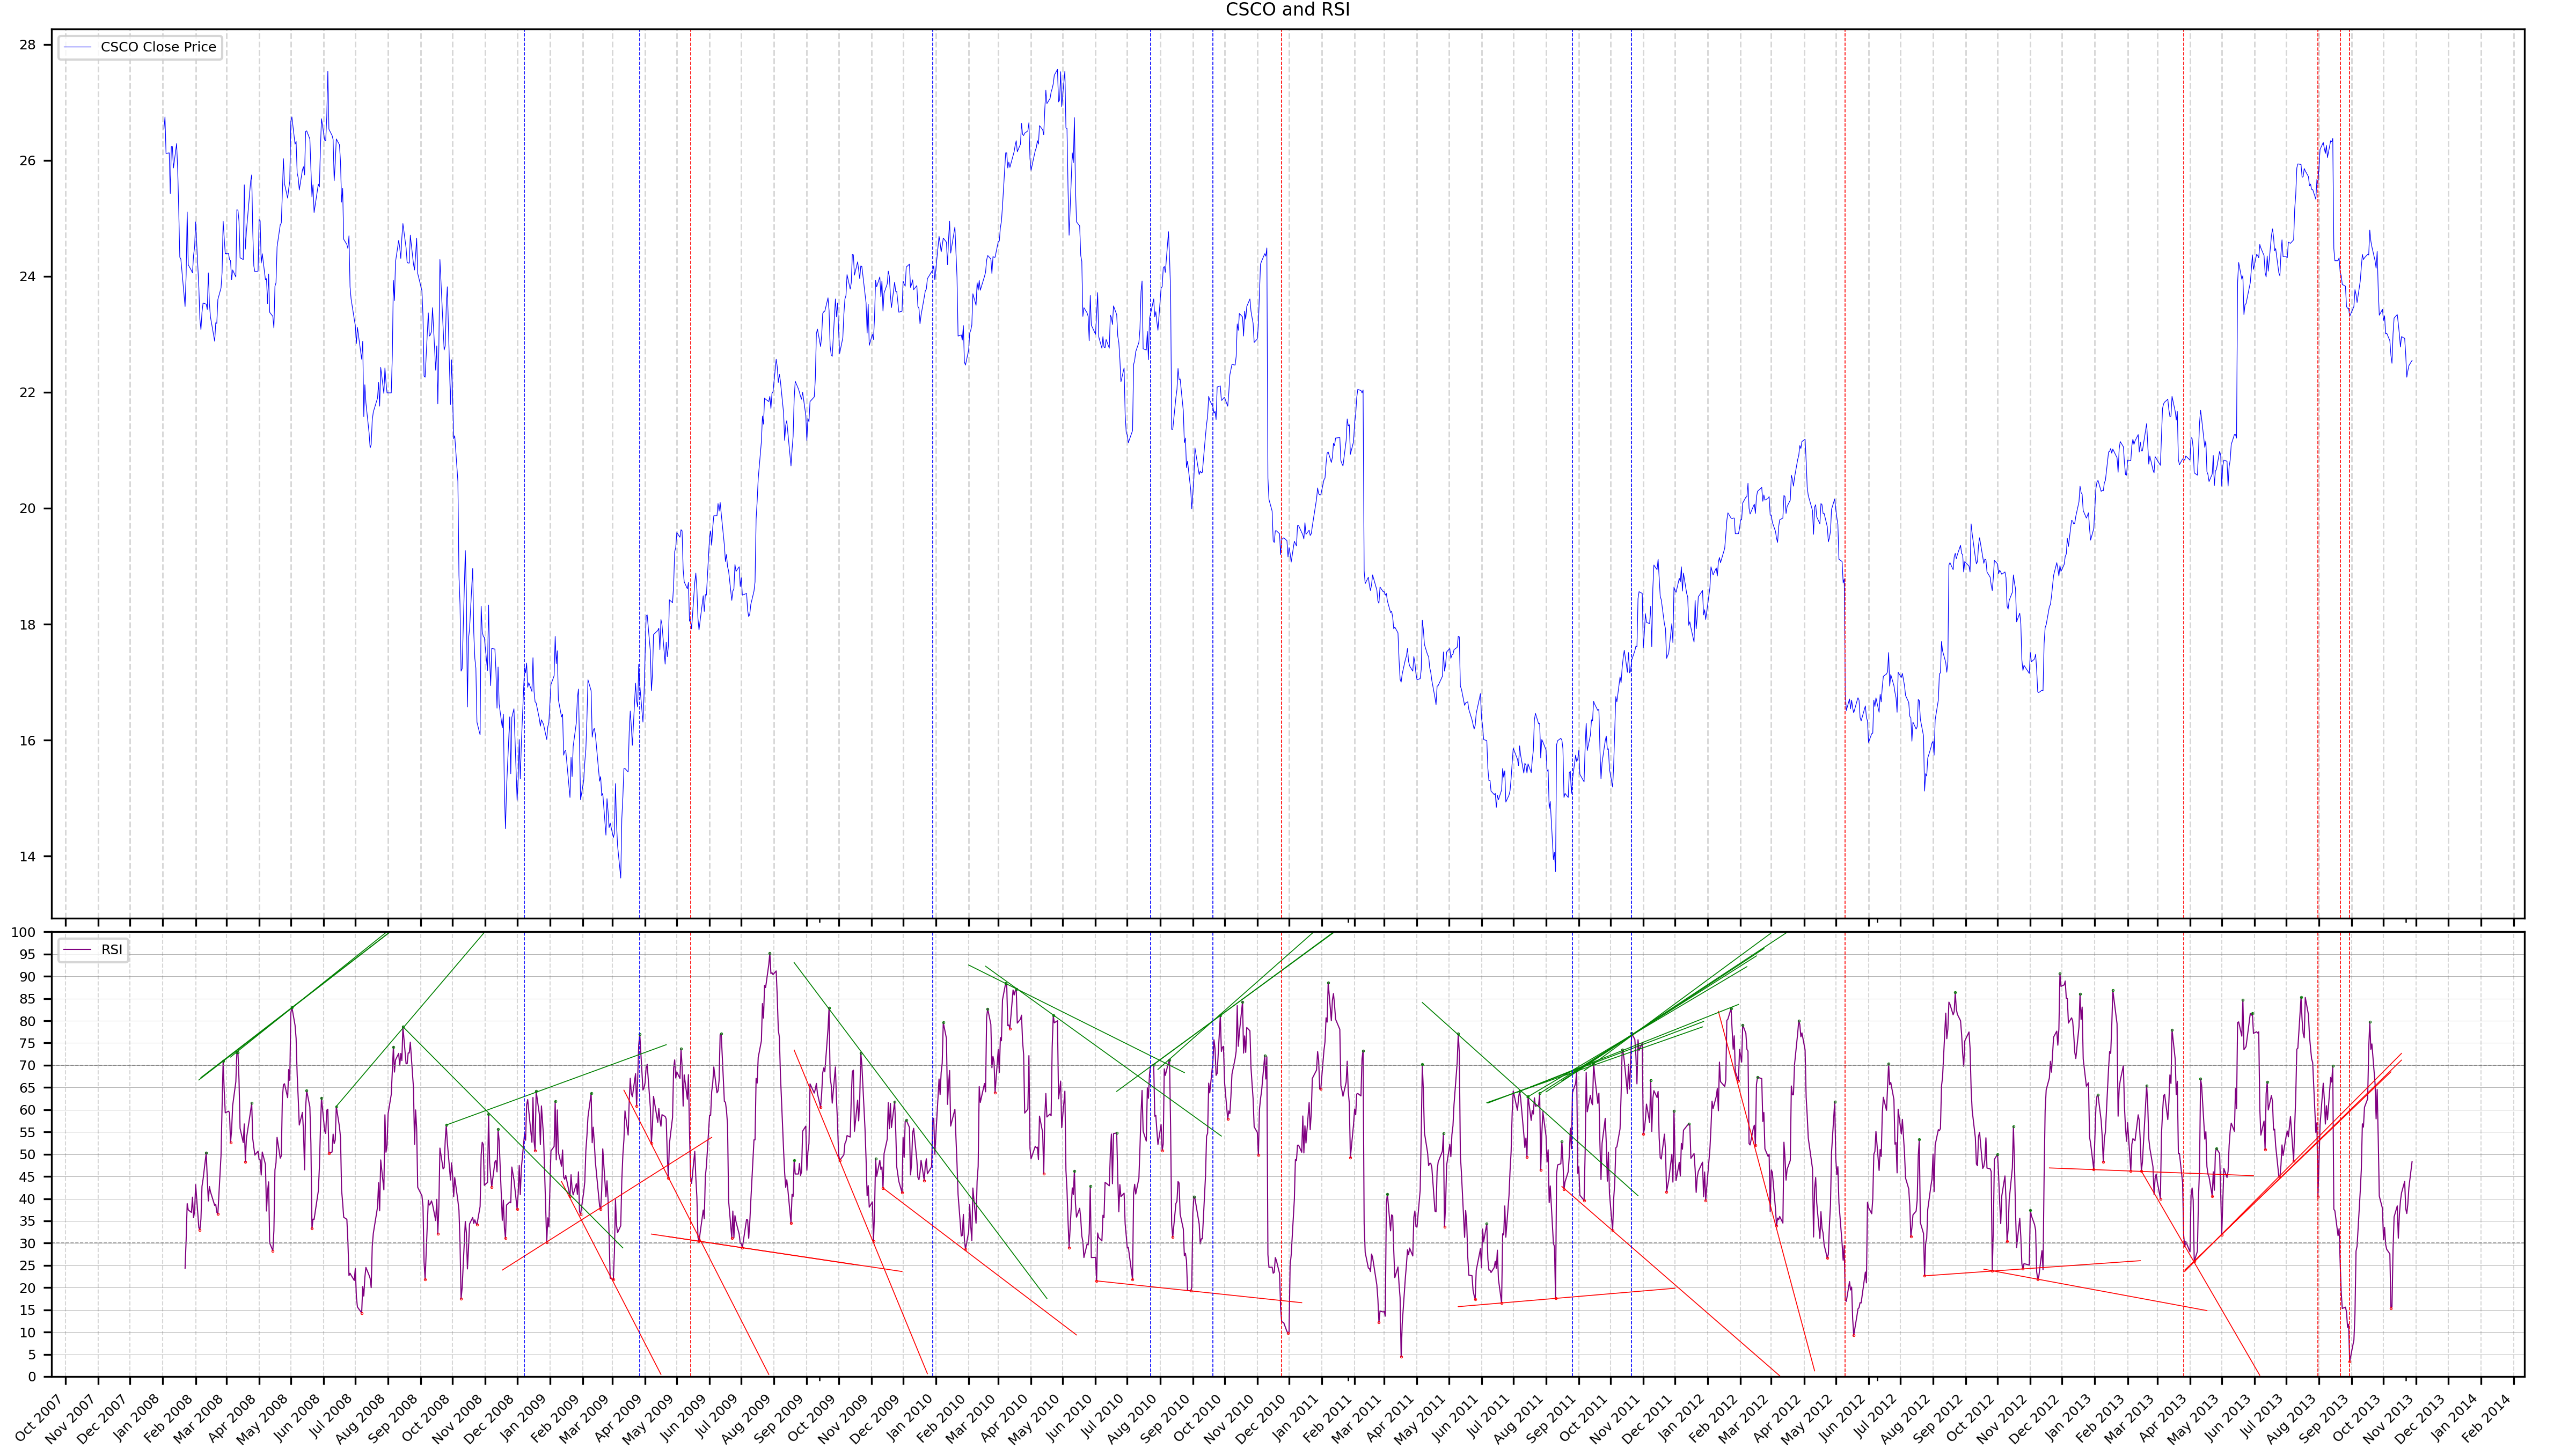 CSCO and RSI
CSCO Close Price
28
26
24
22
20
18
16
14
RSI
100
95
90
85
80
75
70
65
60
55
50
45
40
35
30
25
20
15
10
5
0
Oct 2007
Nov 2007
Dec 2007
Jan 2008
Feb 2008
Mar 2008
Apr 2008
May 2008
Jun 2008
Jul 2008
Aug 2008
Sep 2008
Oct 2008
Nov 2008
Dec 2008
Jan 2009
Feb 2009
Mar 2009
Apr 2009
May 2009
Jun 2009
Jul 2009
Aug 2009
Sep 2009
Oct 2009
Nov 2009
Dec 2009
Jan 2010
Feb 2010
Mar 2010
Apr 2010
May 2010
Jun 2010
Jul 2010
Aug 2010
Sep 2010
Oct 2010
Nov 2010
Dec 2010
Jan 2011
Feb 2011
Mar 2011
Apr 2011
May 2011
Jun 2011
Jul 2011
Aug 2011
Sep 2011
Oct 2011
Nov 2011
Dec 2011
Jan 2012
Feb 2012
Mar 2012
Apr 2012
May 2012
Jun 2012
Jul 2012
Aug 2012
Sep 2012
Oct 2012
Nov 2012
Dec 2012
Jan 2013
Feb 2013
Mar 2013
Apr 2013
May 2013
Jun 2013
Jul 2013
Aug 2013
Sep 2013
Oct 2013
Nov 2013
Dec 2013
Jan 2014
Feb 2014